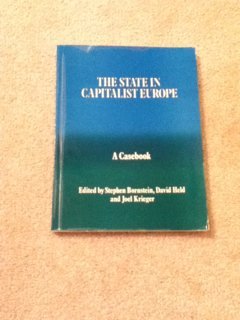 THE STATE IN
CAPITALIST EUROPE
A Casebook
Edited by Stephen Bornstein, David Held
and Joel Krieger